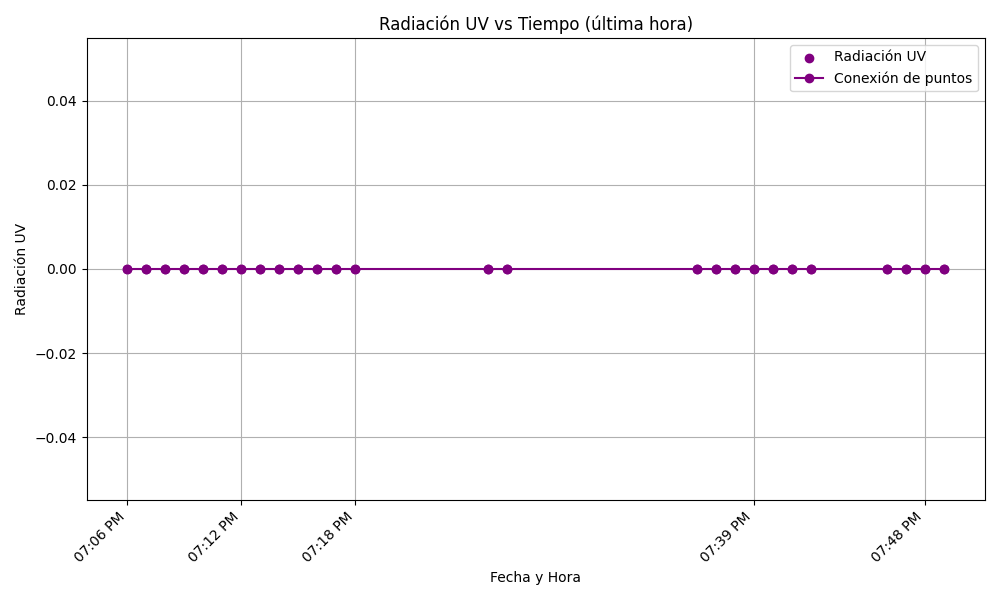 Radiación UV vs Tiempo (última hora)
Radiación UV
Conexión de puntos
0.04
0.02
0.00
−0.02
−0.04
Radiación UV
07:06 PM
07:12 PM
07:18 PM
07:39 PM
07:48 PM
Fecha y Hora